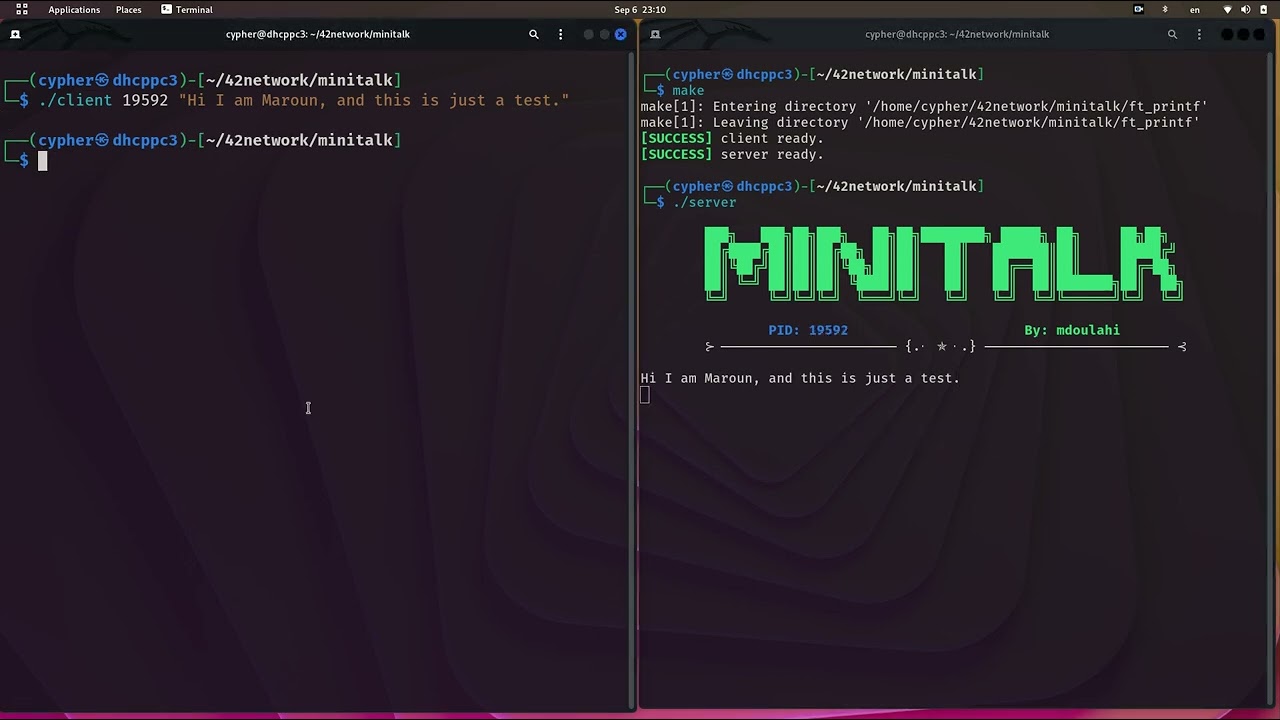 Applications Places Terminal Sep 6 23:10 en
cypher@dhcppc3: ~/42network/minitalk
┌──(cypher㉿dhcppc3)-[~/42network/minitalk]
└─$ ./client 19592 "Hi I am Maroun, and this is just a test."
┌──(cypher㉿dhcppc3)-[~/42network/minitalk]
└─$
cypher@dhcppc3: ~/42network/minitalk
┌──(cypher㉿dhcppc3)-[~/42network/minitalk]
└─$ make
make[1]: Entering directory '/home/cypher/42network/minitalk/ft_printf'
make[1]: Leaving directory '/home/cypher/42network/minitalk/ft_printf'
[SUCCESS] client ready.
[SUCCESS] server ready.
┌──(cypher㉿dhcppc3)-[~/42network/minitalk]
└─$ ./server
MINITALK
PID: 19592 By: mdoulahi
Hi I am Maroun, and this is just a test.